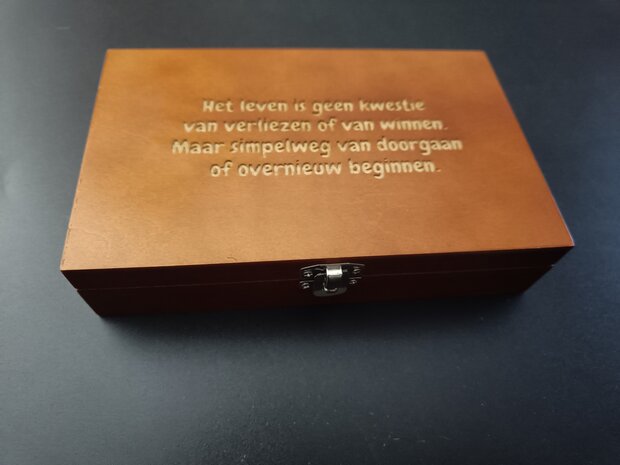 Het leven is geen kwestie
van verliezen of van winnen.
Maar simpelweg van doorgaan
of overnieuw beginnen.